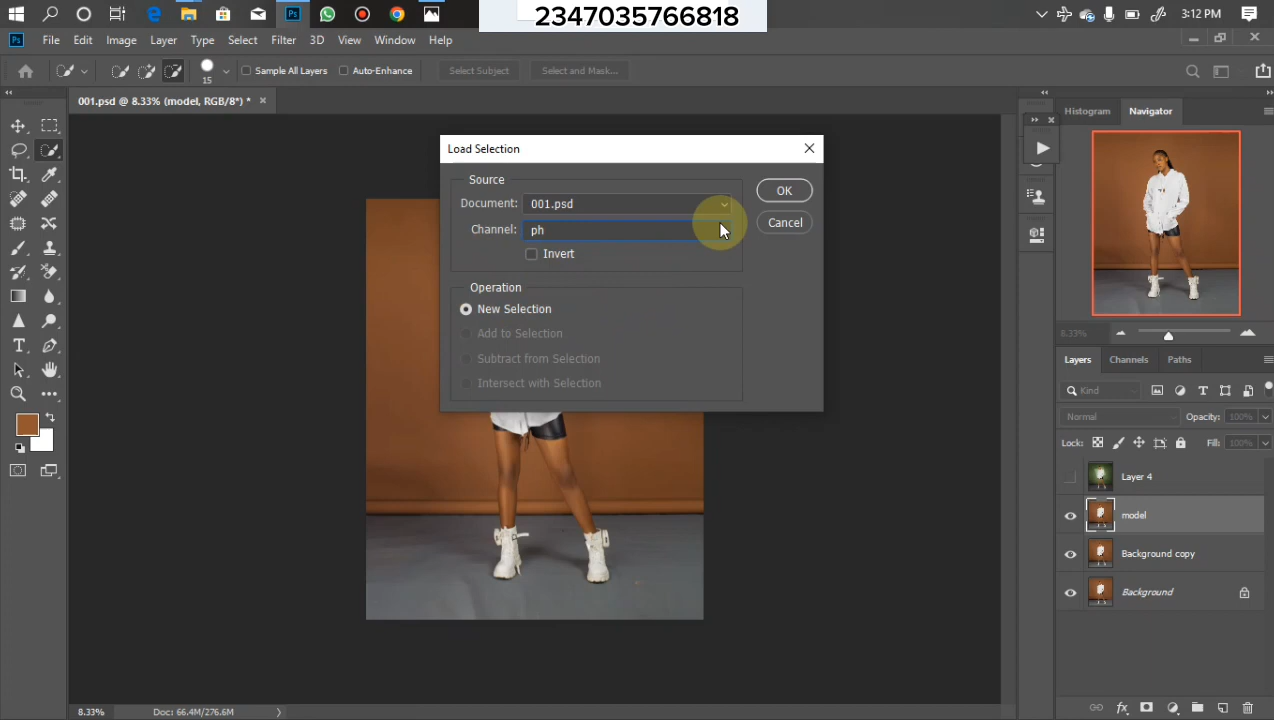 2347035766818
3:12 PM
Ps
Ps File Edit Image Layer Type Select Filter 3D View Window Help
15 Sample All Layers Auto-Enhance Select Subject Select and Mask...
001.psd @ 8.33% (model, RGB/8*) * ×
Histogram Navigator
Load Selection
Source
Document: 001.psd
Channel: ph
Invert
OK
Cancel
Operation
New Selection
Add to Selection
Subtract from Selection
Intersect with Selection
8.33%
Layers Channels Paths
Kind
Normal Opacity: 100%
Lock: Fill: 100%
Layer 4
model
Background copy
Background
8.33% Doc: 66.4M/276.6M